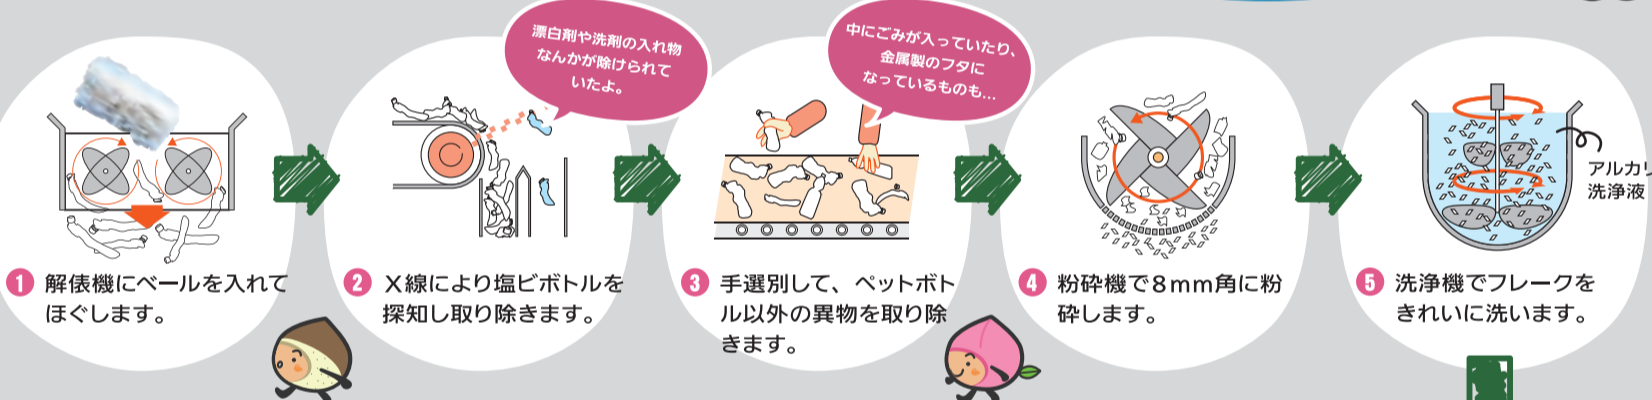 漂白剤や洗剤の入れ物
なんかが除けられて
いたよ。
中にごみが入っていたり、
金属製のフタに
なっているものも…
アルカリ
洗浄液
1 解俵機にベールを入れて
ほぐします。
2 X線により塩ビボトルを
探知し取り除きます。
3 手選別して、ペットボト
ル以外の異物を取り除
きます。
4 粉砕機で8mm角に粉
砕します。
5 洗浄機でフレークを
きれいに洗います。